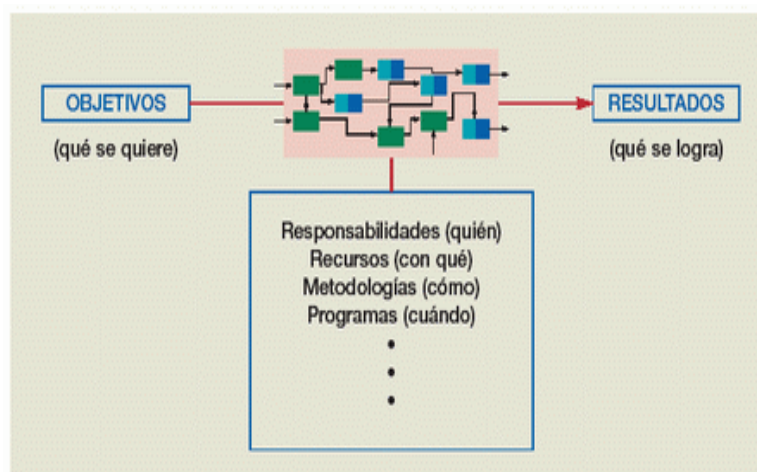 OBJETIVOS
(qué se quiere)
RESULTADOS
(qué se logra)
Responsabilidades (quién)
Recursos (con qué)
Metodologías (cómo)
Programas (cuándo)
•
•
•